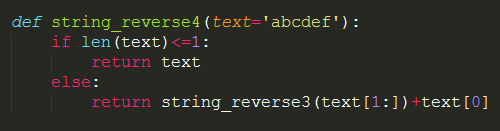 def string_reverse4(text='abcdef'):
    if len(text)<=1:
        return text
    else:
        return string_reverse3(text[1:])+text[0]